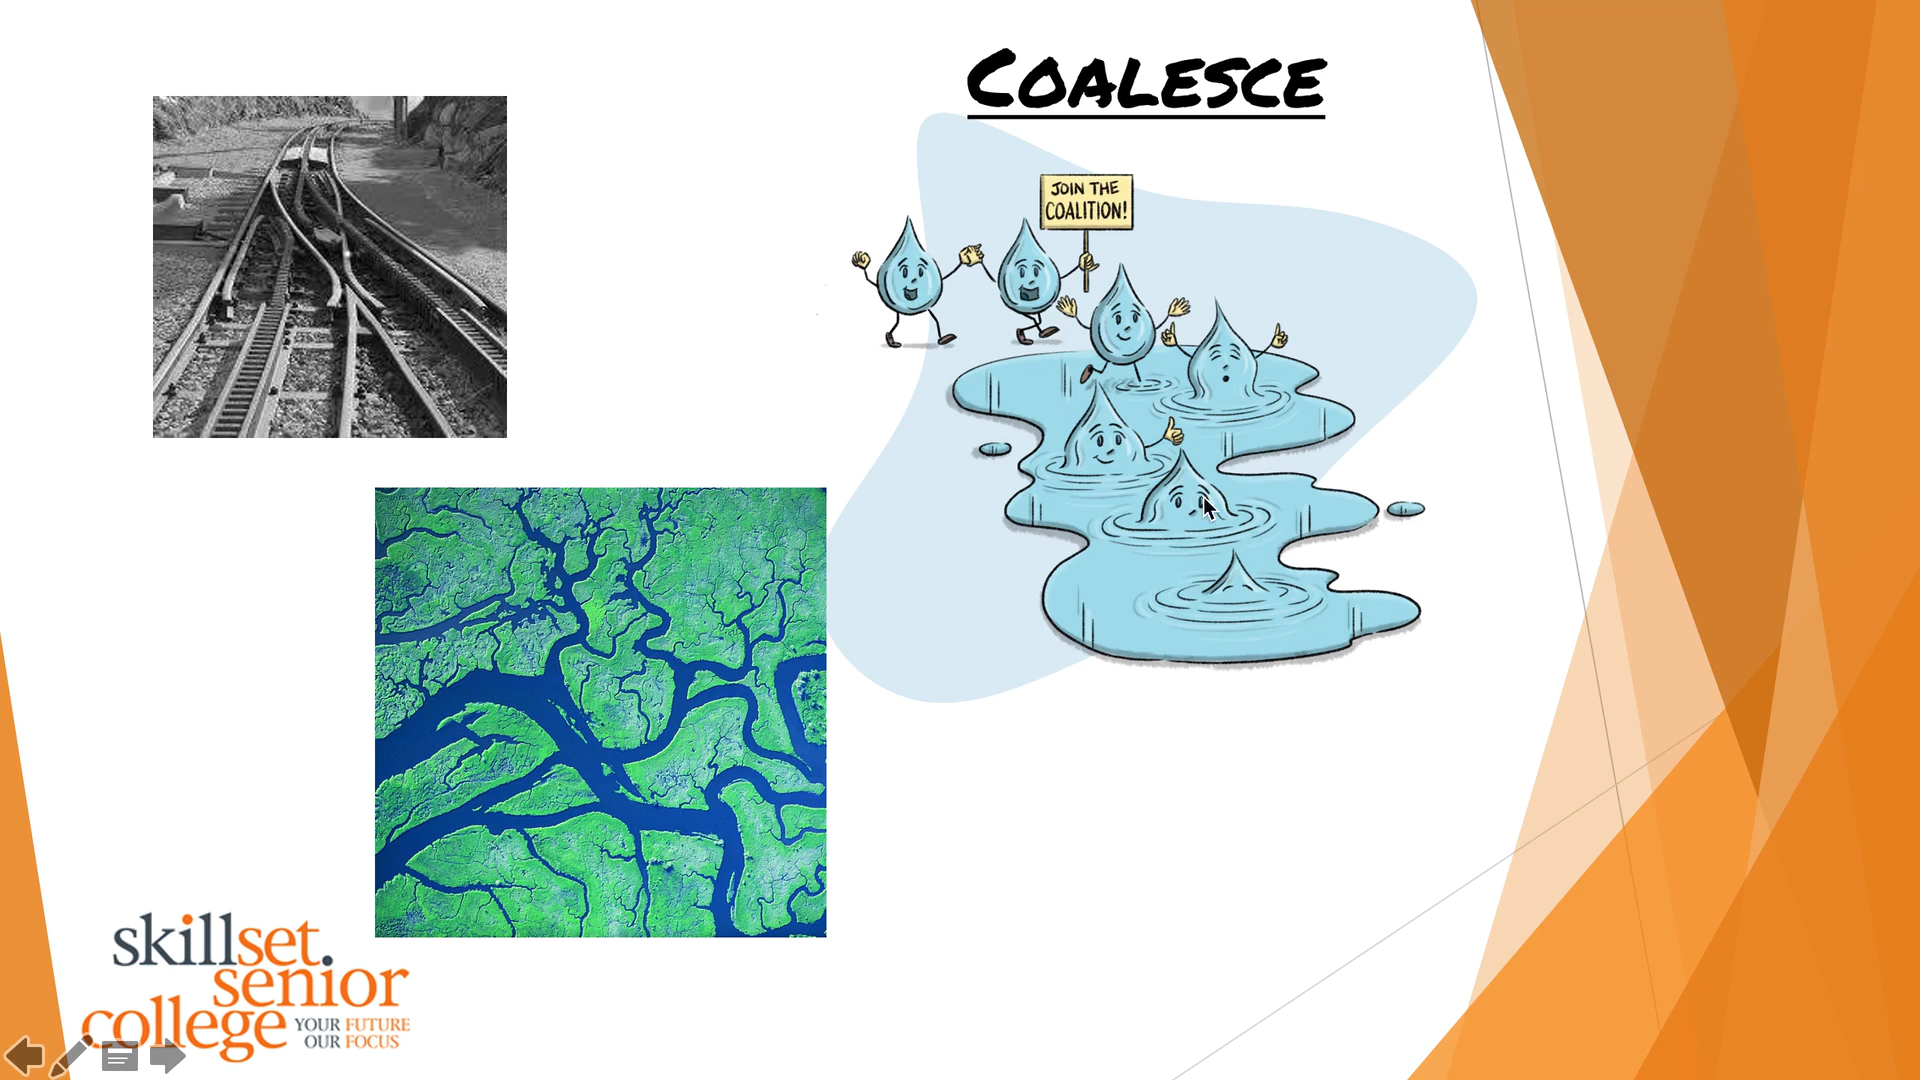 COALESCE
JOIN THE
COALITION!
skillset.
senior
college
YOUR FUTURE
OUR FOCUS